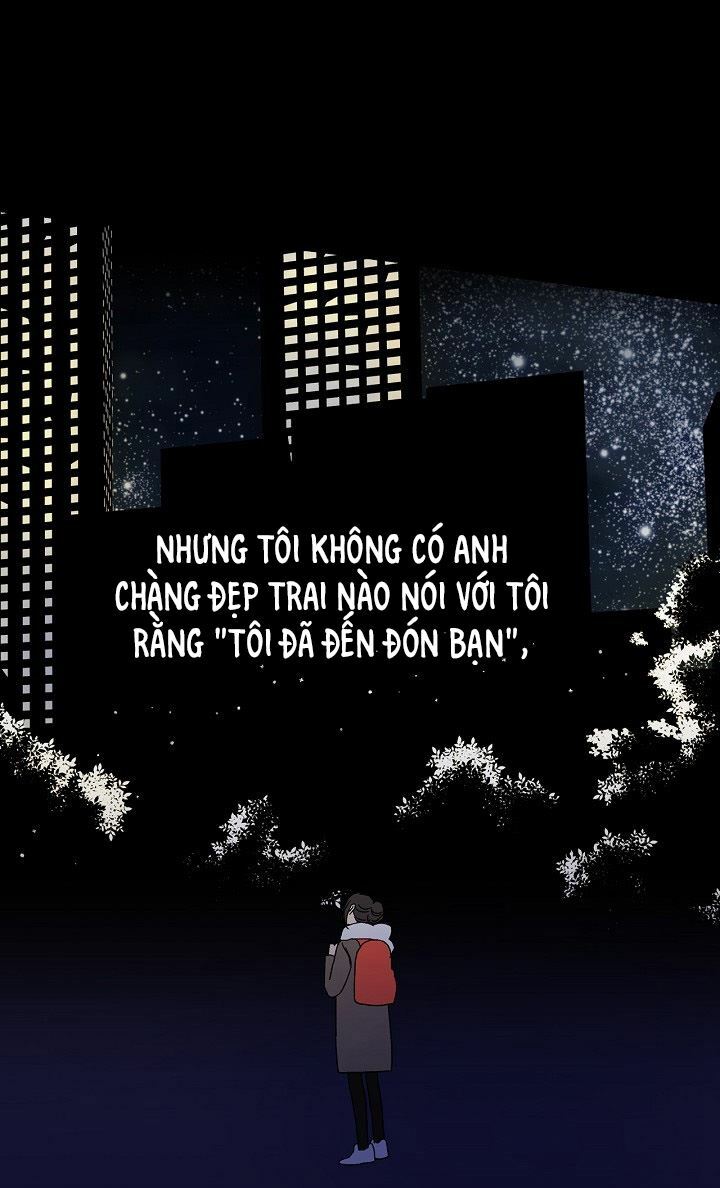 NHƯNG TÔI KHÔNG CÓ ANH
CHÀNG ĐẸP TRAI NÀO NÓI VỚI TÔI
RẰNG "TÔI ĐÃ ĐẾN ĐÓN BẠN",